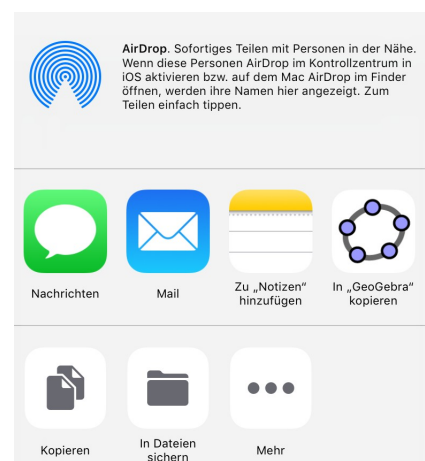 AirDrop. Sofortiges Teilen mit Personen in der Nähe.
Wenn diese Personen AirDrop im Kontrollzentrum in
iOS aktivieren bzw. auf dem Mac AirDrop im Finder
öffnen, werden ihre Namen hier angezeigt. Zum
Teilen einfach tippen.
Nachrichten
Mail
Zu „Notizen“
hinzufügen
In „GeoGebra“
kopieren
Kopieren
In Dateien
sichern
Mehr